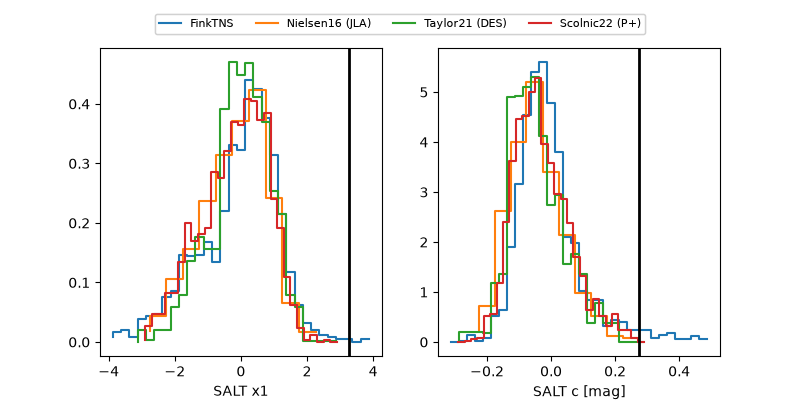 FinkTNS Nielsen16 (JLA) Taylor21 (DES) Scolnic22 (P+)
0.4
0.3
0.2
0.1
0.0
−4 −2 0 2 4
SALT x1
5
4
3
2
1
0
−0.2 0.0 0.2 0.4
SALT c [mag]